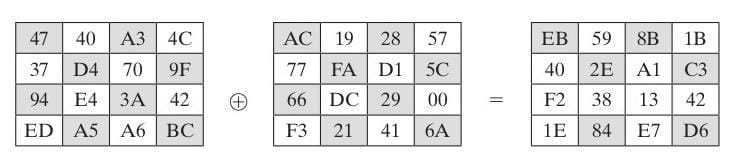 47 40 A3 4C AC 19 28 57 EB 59 8B 1B
37 D4 70 9F 77 FA D1 5C 40 2E A1 C3
94 E4 3A 42 ⊕ 66 DC 29 00 = F2 38 13 42
ED A5 A6 BC F3 21 41 6A 1E 84 E7 D6